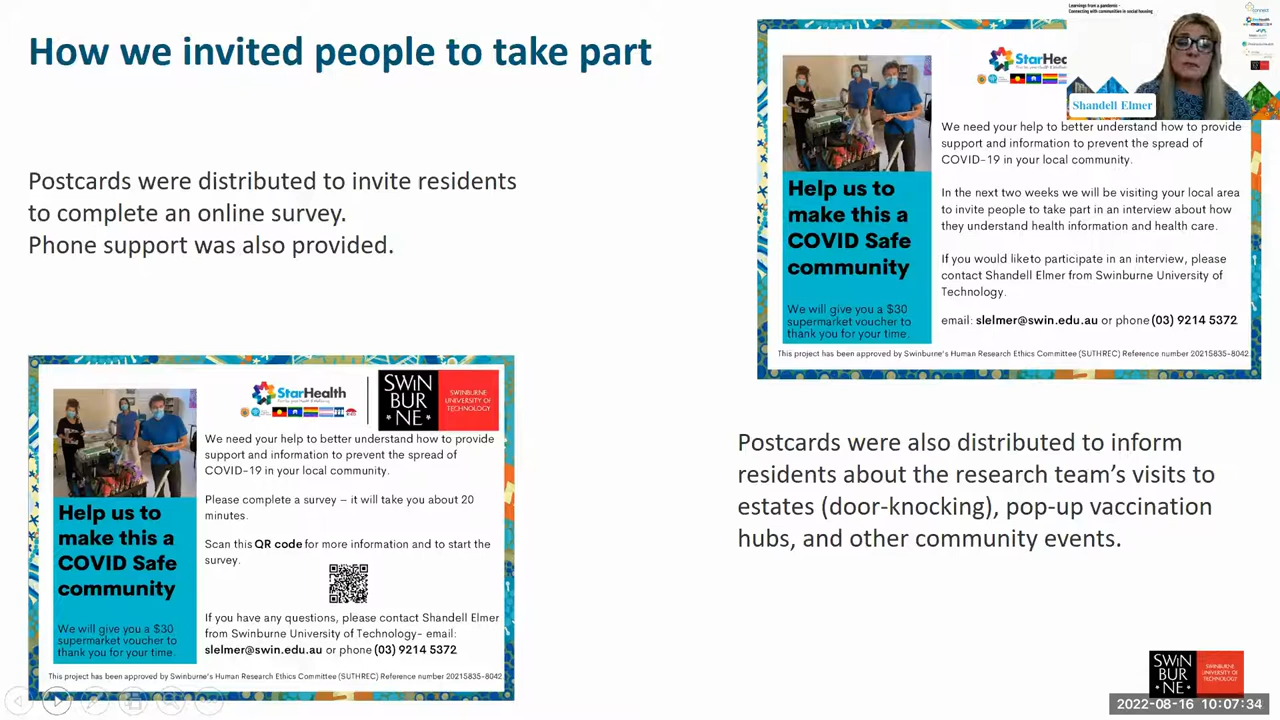 How we invited people to take part
Postcards were distributed to invite residents
to complete an online survey.
Phone support was also provided.
StarHealth
SWIN
BUR
NE
SWINBURNE
UNIVERSITY OF
TECHNOLOGY
Help us to
make this a
COVID Safe
community
We will give you a $30
supermarket voucher to
thank you for your time.
We need your help to better understand how to provide
support and information to prevent the spread of
COVID-19 in your local community.
Please complete a survey – it will take you about 20
minutes.
Scan this QR code for more information and to start the
survey.
If you have any questions, please contact Shandell Elmer
from Swinburne University of Technology- email:
slelmer@swin.edu.au or phone (03) 9214 5372
This project has been approved by Swinburne's Human Research Ethics Committee (SUTHREC) Reference number 20215835-8042
Learnings from a pandemic -
Connecting with communities in social housing
Shandell Elmer
StarHea
Help us to
make this a
COVID Safe
community
We will give you a $30
supermarket voucher to
thank you for your time.
We need your help to better understand how to provide
support and information to prevent the spread of
COVID-19 in your local community.
In the next two weeks we will be visiting your local area
to invite people to take part in an interview about how
they understand health information and health care.
If you would liketo participate in an interview, please
contact Shandell Elmer from Swinburne University of
Technology.
email: slelmer@swin.edu.au or phone (03) 9214 5372
This project has been approved by Swinburne's Human Research Ethics Committee (SUTHREC) Reference number 20215835-8042
Postcards were also distributed to inform
residents about the research team's visits to
estates (door-knocking), pop-up vaccination
hubs, and other community events.
SWIN
BUR
NE
SWINBURNE
UNIVERSITY OF
TECHNOLOGY
2022-08-16 10:07:34